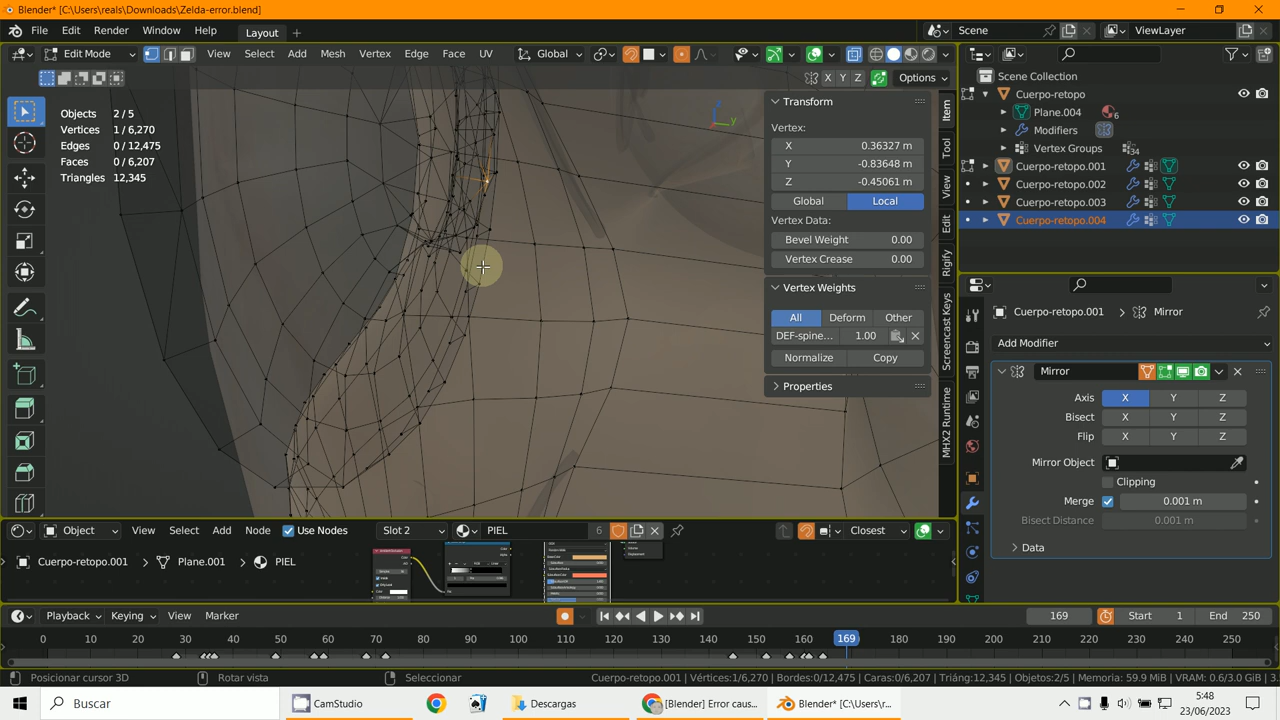 Blender* [C:\Users\reals\Downloads\Zelda-error.blend]
File Edit Render Window Help Layout + Scene ViewLayer
Edit Mode View Select Add Mesh Vertex Edge Face UV Global
X Y Z Options
Objects 2 / 5
Vertices 1 / 6,270
Edges 0 / 12,475
Faces 0 / 6,207
Triangles 12,345
y
Transform
Vertex:
X 0.36327 m
Y -0.83648 m
Z -0.45061 m
Global Local
Vertex Data:
Bevel Weight 0.00
Vertex Crease 0.00
Vertex Weights
All Deform Other
DEF-spine... 1.00
Normalize Copy
Properties
Item
Tool
View
Edit
Rigify
Screencast Keys
MHX2 Runtime
Scene Collection
Cuerpo-retopo
Plane.004 6
Modifiers
Vertex Groups 34
Cuerpo-retopo.001
Cuerpo-retopo.002
Cuerpo-retopo.003
Cuerpo-retopo.004
Cuerpo-retopo.001 > Mirror
Add Modifier
Mirror
Axis X Y Z
Bisect X Y Z
Flip X Y Z
Mirror Object
Clipping
Merge 0.001 m
Bisect Distance 0.001 m
Data
Object View Select Add Node Use Nodes Slot 2 PIEL 6 Closest
Cuerpo-retopo.001 > Plane.001 > PIEL
Playback Keying View Marker 169 Start 1 End 250
0 10 20 30 40 50 60 70 80 90 100 110 120 130 140 150 160 169 180 190 200 210 220 230 240 250
Posicionar cursor 3D Rotar vista Seleccionar Cuerpo-retopo.001 | Vértices:1/6,270 | Bordes:0/12,475 | Caras:0/6,207 | Triáng:12,345 | Objetos:2/5 | Memoria: 59.9 MiB | VRAM: 0.6/3.0 GiB | 3.
Buscar CamStudio Descargas [Blender] Error caus... Blender* [C:\Users\r... 5:48
23/06/2023